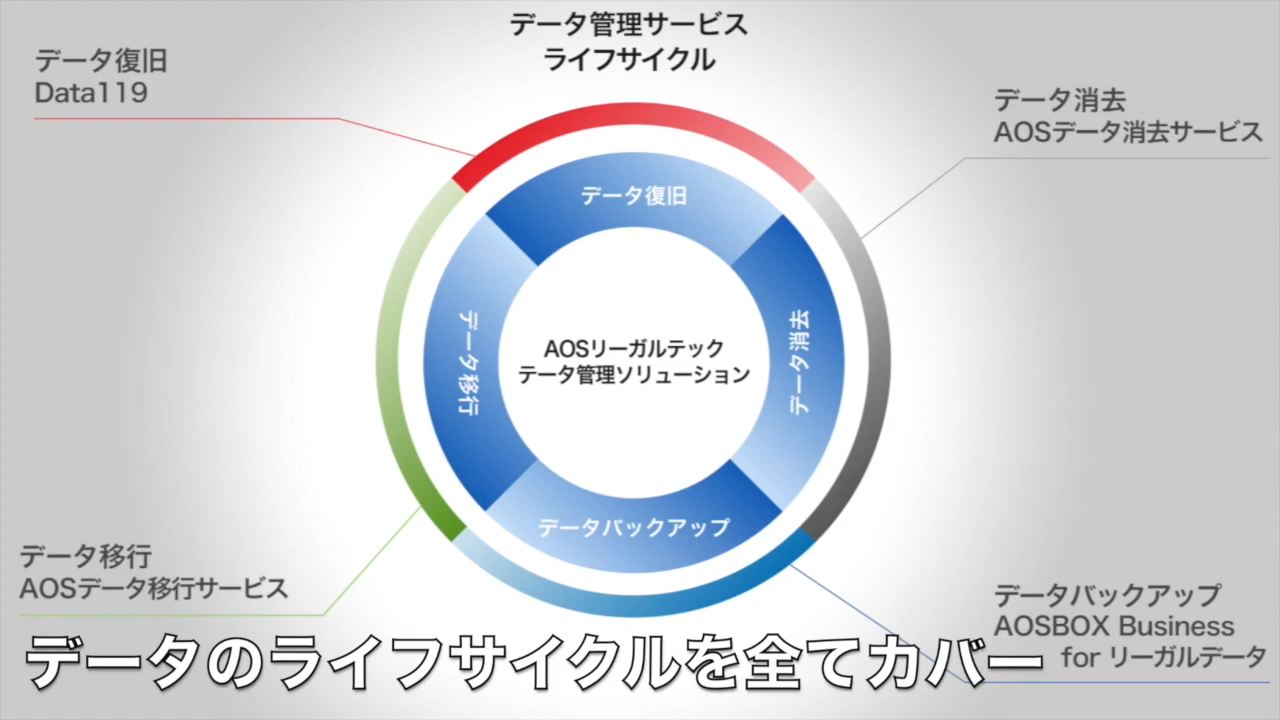 データ管理サービス
ライフサイクル
データ復旧
Data119
データ消去
AOSデータ消去サービス
データ復旧
データ移行
AOSリーガルテック
データ管理ソリューション
データ消去
データバックアップ
データ移行
AOSデータ移行サービス
データバックアップ
AOSBOX Business
for リーガルデータ
データのライフサイクルを全てカバー